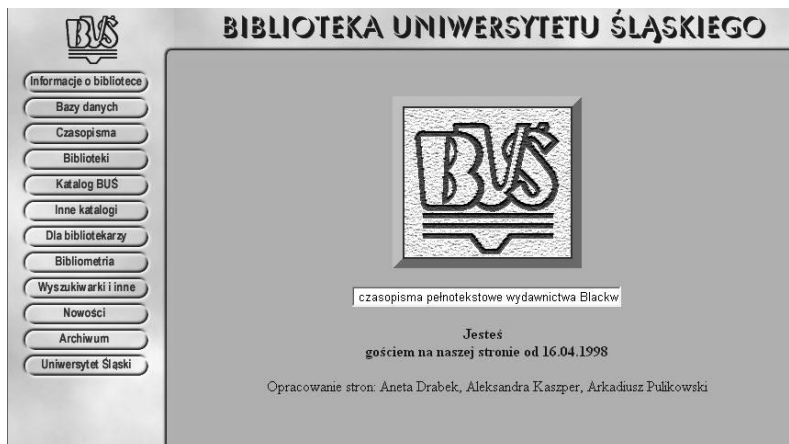 BUŚ
BIBLIOTEKA UNIWERSYTETU ŚLĄSKIEGO
Informacje o bibliotece
Bazy danych
Czasopisma
Biblioteki
Katalog BUŚ
Inne katalogi
Dla bibliotekarzy
Bibliometria
Wyszukiwarki i inne
Nowości
Archiwum
Uniwersytet Śląski
BUŚ
czasopisma pełnotekstowe wydawnictwa Blackw
Jesteś
gościem na naszej stronie od 16.04.1998
Opracowanie stron: Aneta Drabek, Aleksandra Kaszper, Arkadiusz Pulikowski